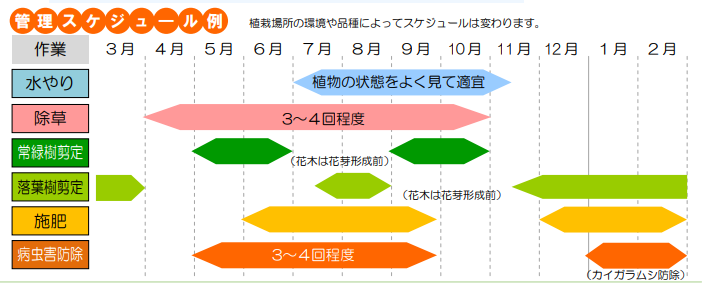 管理スケジュール例 植栽場所の環境や品種によってスケジュールは変わります。
作業 3月 4月 5月 6月 7月 8月 9月 10月 11月 12月 1月 2月
水やり 植物の状態をよく見て適宜
除草 3〜4回程度
常緑樹剪定 (花木は花芽形成前)
落葉樹剪定 (花木は花芽形成前)
施肥
病虫害防除 3〜4回程度
(カイガラムシ防除)